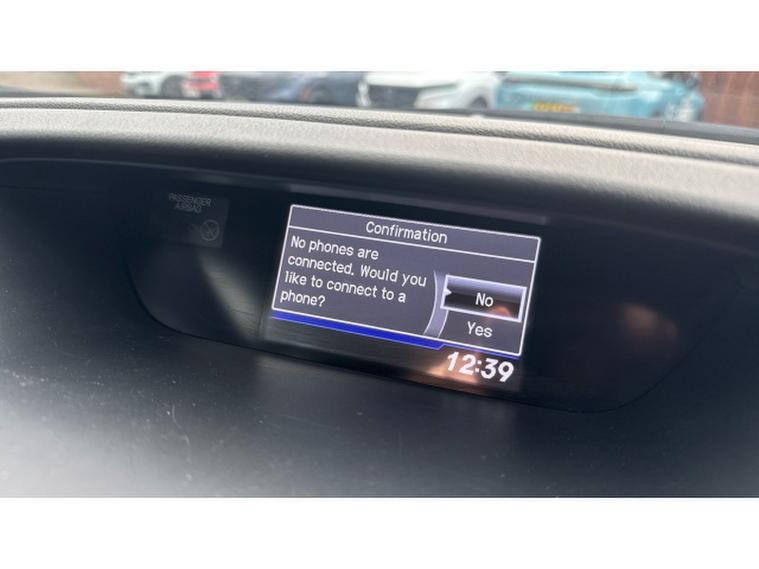 PASSENGER
AIRBAG
Confirmation
No phones are
connected. Would you
like to connect to a
phone?
No
Yes
12:39